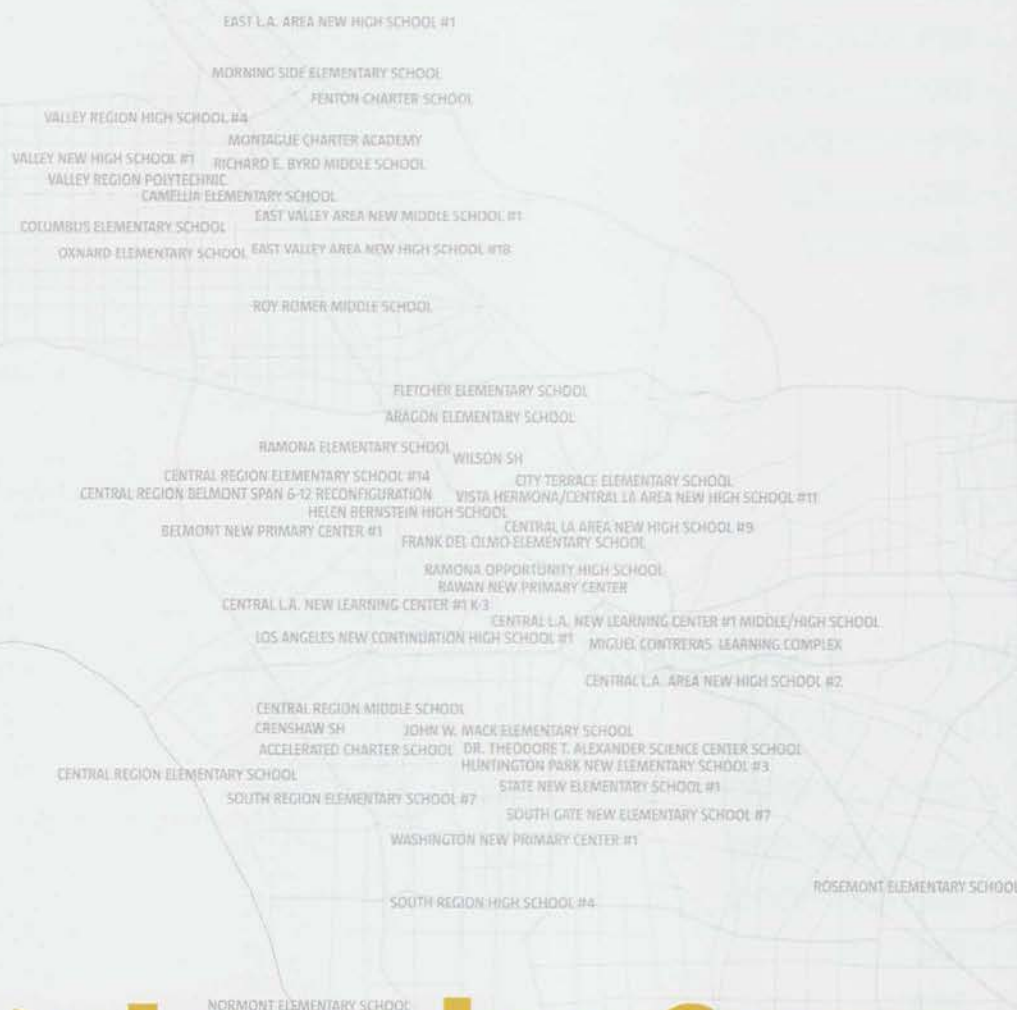 EAST L.A. AREA NEW HIGH SCHOOL #1
MORNING SIDE ELEMENTARY SCHOOL
FENTON CHARTER SCHOOL
VALLEY REGION HIGH SCHOOL #4
MONTAGUE CHARTER ACADEMY
VALLEY NEW HIGH SCHOOL #1
RICHARD E. BYRD MIDDLE SCHOOL
VALLEY REGION POLYTECHNIC
CAMELLIA ELEMENTARY SCHOOL
EAST VALLEY AREA NEW MIDDLE SCHOOL #1
COLUMBUS ELEMENTARY SCHOOL
OXNARD ELEMENTARY SCHOOL
EAST VALLEY AREA NEW HIGH SCHOOL #1B
ROY ROMER MIDDLE SCHOOL
FLETCHER ELEMENTARY SCHOOL
ARAGON ELEMENTARY SCHOOL
RAMONA ELEMENTARY SCHOOL
WILSON SH
CENTRAL REGION ELEMENTARY SCHOOL #14
CITY TERRACE ELEMENTARY SCHOOL
CENTRAL REGION BELMONT SPAN 6-12 RECONFIGURATION
VISTA HERMONA/CENTRAL LA AREA NEW HIGH SCHOOL #11
HELEN BERNSTEIN HIGH SCHOOL
BELMONT NEW PRIMARY CENTER #1
CENTRAL LA AREA NEW HIGH SCHOOL #9
FRANK DEL OLMO ELEMENTARY SCHOOL
RAMONA OPPORTUNITY HIGH SCHOOL
RAWAN NEW PRIMARY CENTER
CENTRAL L.A. NEW LEARNING CENTER #1 K-3
CENTRAL L.A. NEW LEARNING CENTER #1 MIDDLE/HIGH SCHOOL
LOS ANGELES NEW CONTINUATION HIGH SCHOOL #1
MIGUEL CONTRERAS LEARNING COMPLEX
CENTRAL L.A. AREA NEW HIGH SCHOOL #2
CENTRAL REGION MIDDLE SCHOOL
CRENSHAW SH
JOHN W. MACK ELEMENTARY SCHOOL
ACCELERATED CHARTER SCHOOL
DR. THEODORE T. ALEXANDER SCIENCE CENTER SCHOOL
HUNTINGTON PARK NEW ELEMENTARY SCHOOL #3
CENTRAL REGION ELEMENTARY SCHOOL
STATE NEW ELEMENTARY SCHOOL #1
SOUTH REGION ELEMENTARY SCHOOL #7
SOUTH GATE NEW ELEMENTARY SCHOOL #7
WASHINGTON NEW PRIMARY CENTER #1
ROSEMONT ELEMENTARY SCHOOL
SOUTH REGION HIGH SCHOOL #4
NORMONT ELEMENTARY SCHOOL